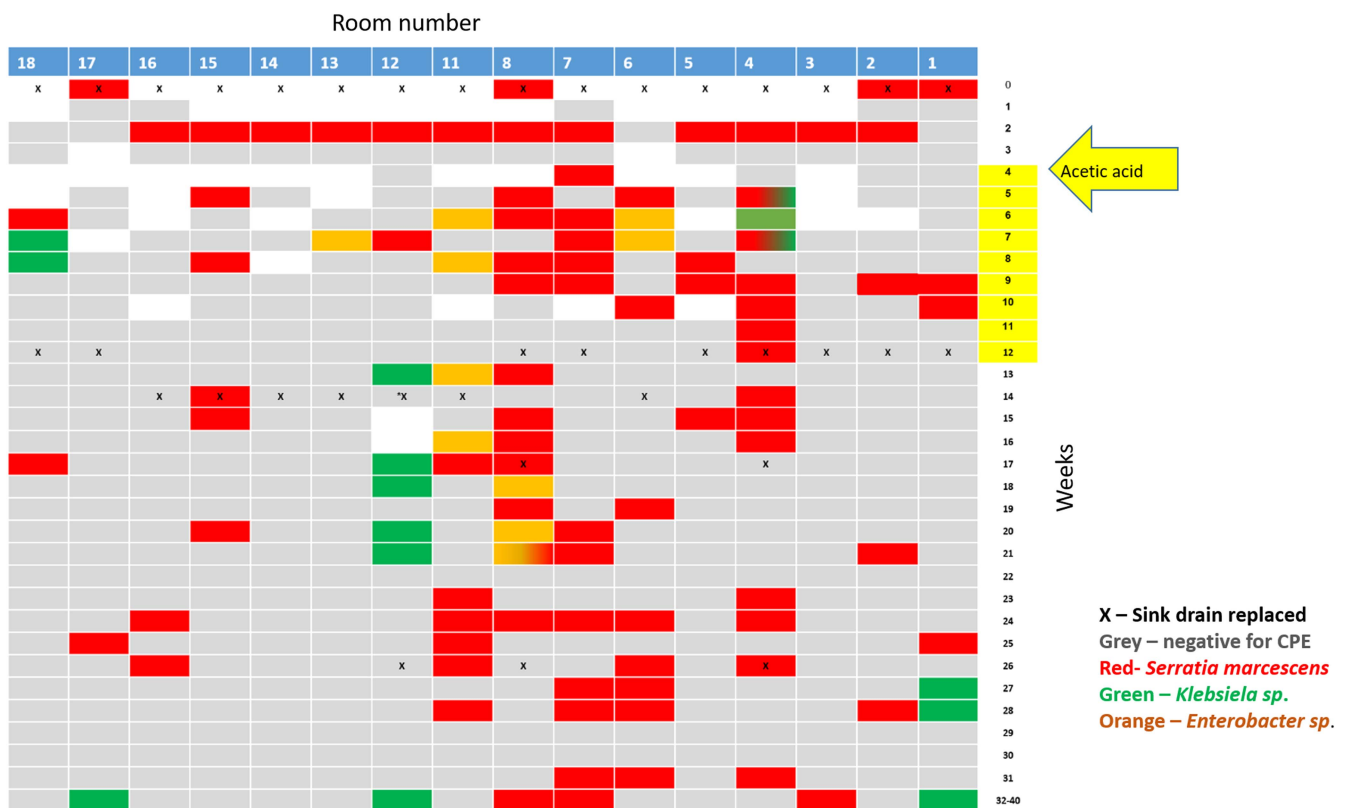 Room number
18 17 16 15 14 13 12 11 8 7 6 5 4 3 2 1
x x x x x x x x x x x x x x x x 0
1
2
3
4
Acetic acid
5
6
7
8
9
10
11
x x x x x x x x x 12
13
x x x x *x x x 14
15
16
x x 17
18
19
20
21
22
23
24
25
x x x 26
27
28
29
30
31
32-40
Weeks
X – Sink drain replaced
Grey – negative for CPE
Red- Serratia marcescens
Green – Klebsiela sp.
Orange – Enterobacter sp.